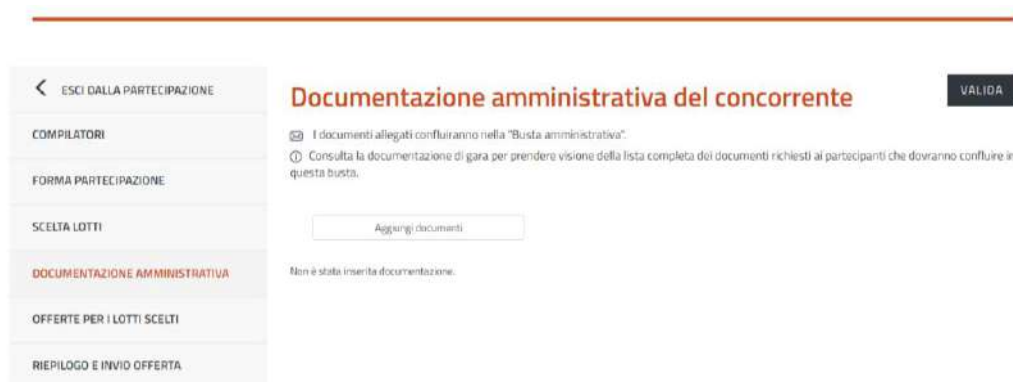 ESCI DALLA PARTECIPAZIONE
COMPILATORI
FORMA PARTECIPAZIONE
SCELTA LOTTI
DOCUMENTAZIONE AMMINISTRATIVA
OFFERTE PER I LOTTI SCELTI
RIEPILOGO E INVIO OFFERTA
Documentazione amministrativa del concorrente
VALIDA
I documenti allegati confluiranno nella "Busta amministrativa".
Consulta la documentazione di gara per prendere visione della lista completa dei documenti richiesti ai partecipanti che dovranno confluire in
questa busta.
Aggiungi documenti
Non è stata inserita documentazione.